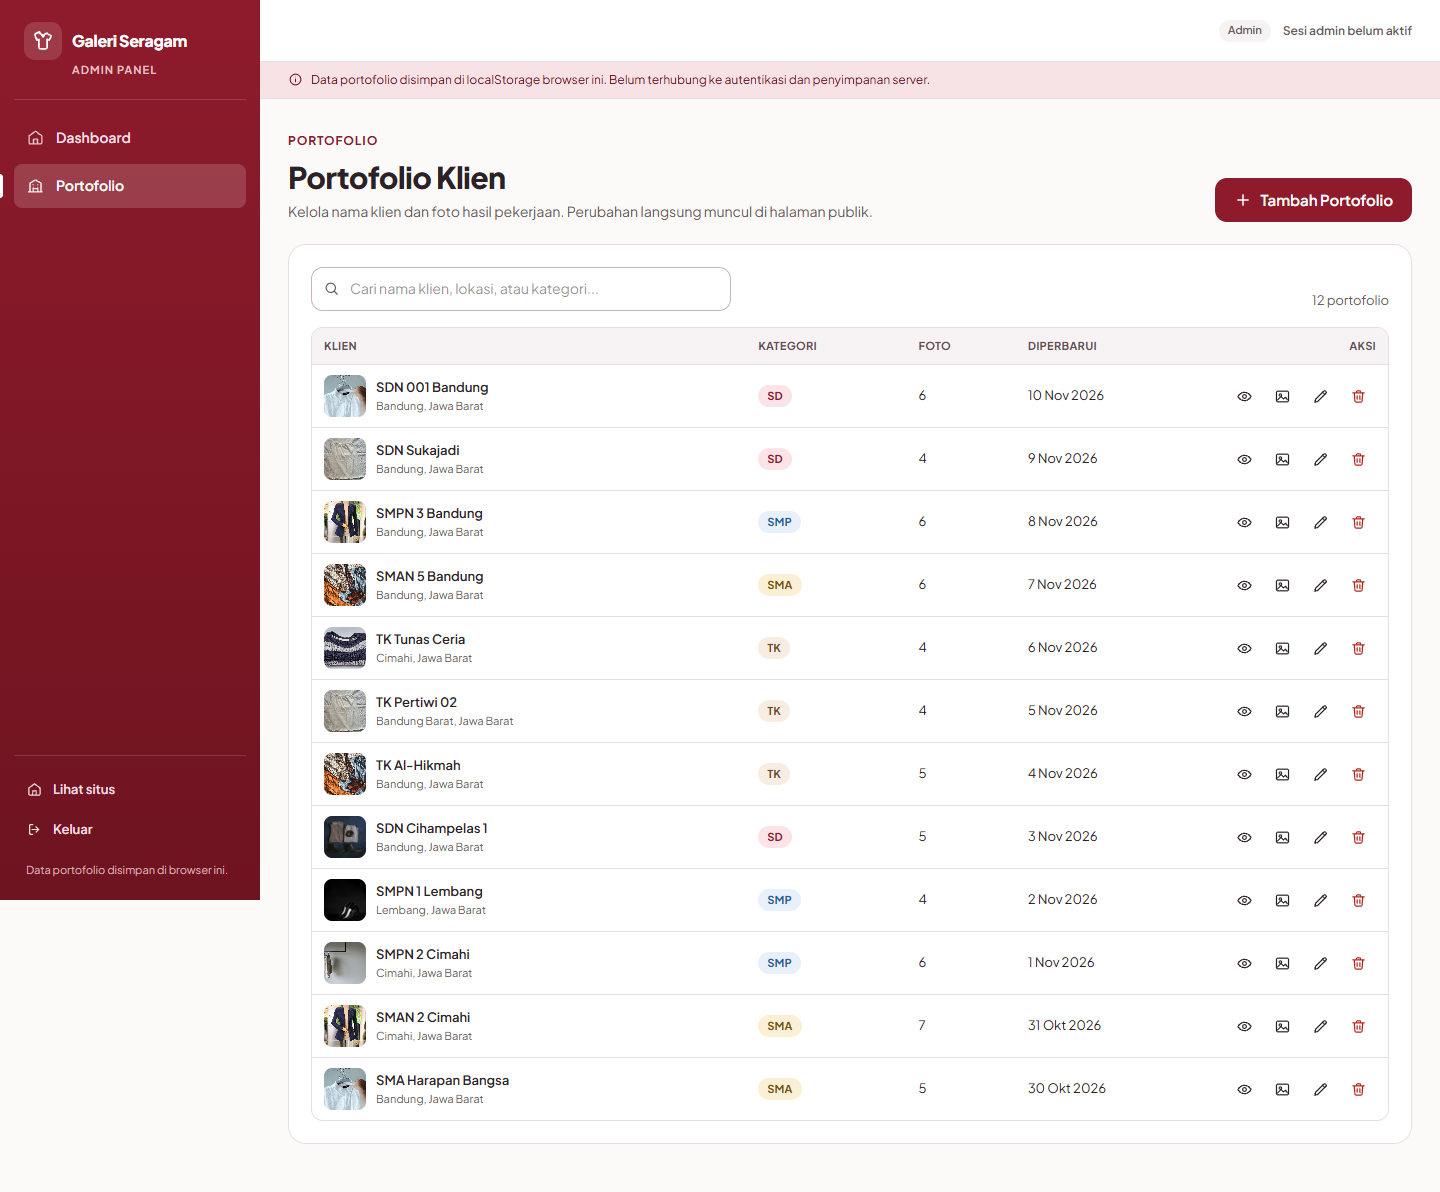 Galeri Seragam
ADMIN PANEL
Dashboard
Portofolio
Lihat situs
Keluar
Data portofolio disimpan di browser ini.
Admin Sesi admin belum aktif
Data portofolio disimpan di localStorage browser ini. Belum terhubung ke autentikasi dan penyimpanan server.
PORTOFOLIO
Portofolio Klien
Kelola nama klien dan foto hasil pekerjaan. Perubahan langsung muncul di halaman publik.
Tambah Portofolio
Cari nama klien, lokasi, atau kategori...
12 portofolio
KLIEN KATEGORI FOTO DIPERBARUI AKSI
SDN 001 Bandung
Bandung, Jawa Barat
SD 6 10 Nov 2026
SDN Sukajadi
Bandung, Jawa Barat
SD 4 9 Nov 2026
SMPN 3 Bandung
Bandung, Jawa Barat
SMP 6 8 Nov 2026
SMAN 5 Bandung
Bandung, Jawa Barat
SMA 6 7 Nov 2026
TK Tunas Ceria
Cimahi, Jawa Barat
TK 4 6 Nov 2026
TK Pertiwi 02
Bandung Barat, Jawa Barat
TK 4 5 Nov 2026
TK Al-Hikmah
Bandung, Jawa Barat
TK 5 4 Nov 2026
SDN Cihampelas 1
Bandung, Jawa Barat
SD 5 3 Nov 2026
SMPN 1 Lembang
Lembang, Jawa Barat
SMP 4 2 Nov 2026
SMPN 2 Cimahi
Cimahi, Jawa Barat
SMP 6 1 Nov 2026
SMAN 2 Cimahi
Cimahi, Jawa Barat
SMA 7 31 Okt 2026
SMA Harapan Bangsa
Bandung, Jawa Barat
SMA 5 30 Okt 2026